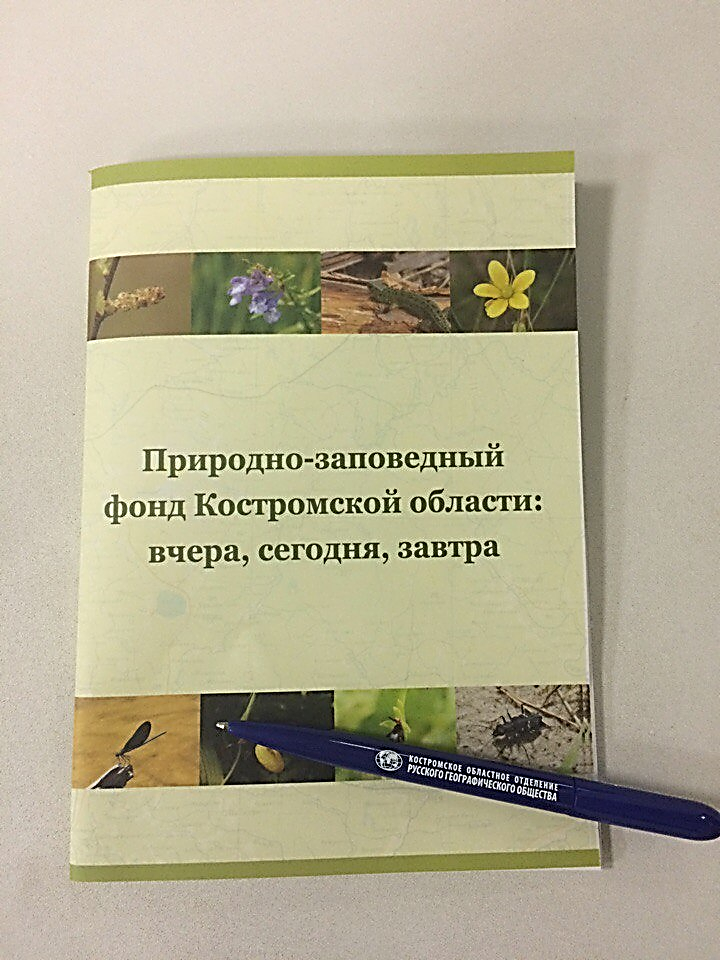 Природно-заповедный
фонд Костромской области:
вчера, сегодня, завтра
КОСТРОМСКОЕ ОБЛАСТНОЕ ОТДЕЛЕНИЕ
РУССКОГО ГЕОГРАФИЧЕСКОГО ОБЩЕСТВА